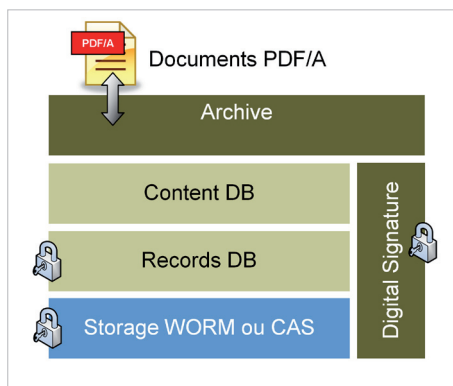 PDF/A
Documents PDF/A
Archive
Content DB
Records DB
Storage WORM ou CAS
Digital Signature